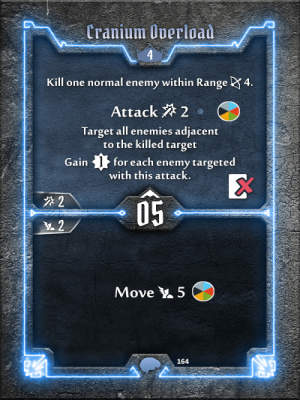 Cranium Overload
4
Kill one normal enemy within Range 4.
Attack 2
Target all enemies adjacent
to the killed target
Gain 1 for each enemy targeted
with this attack.
2
05
2
Move 5
164